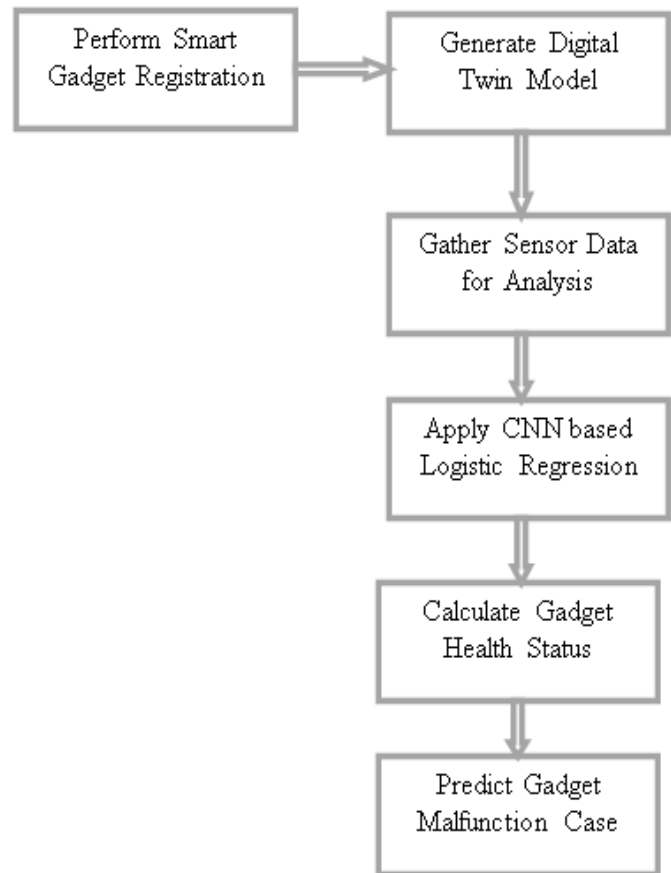 Perform Smart
Gadget Registration
Generate Digital
Twin Model
Gather Sensor Data
for Analysis
Apply CNN based
Logistic Regression
Calculate Gadget
Health Status
Predict Gadget
Malfunction Case